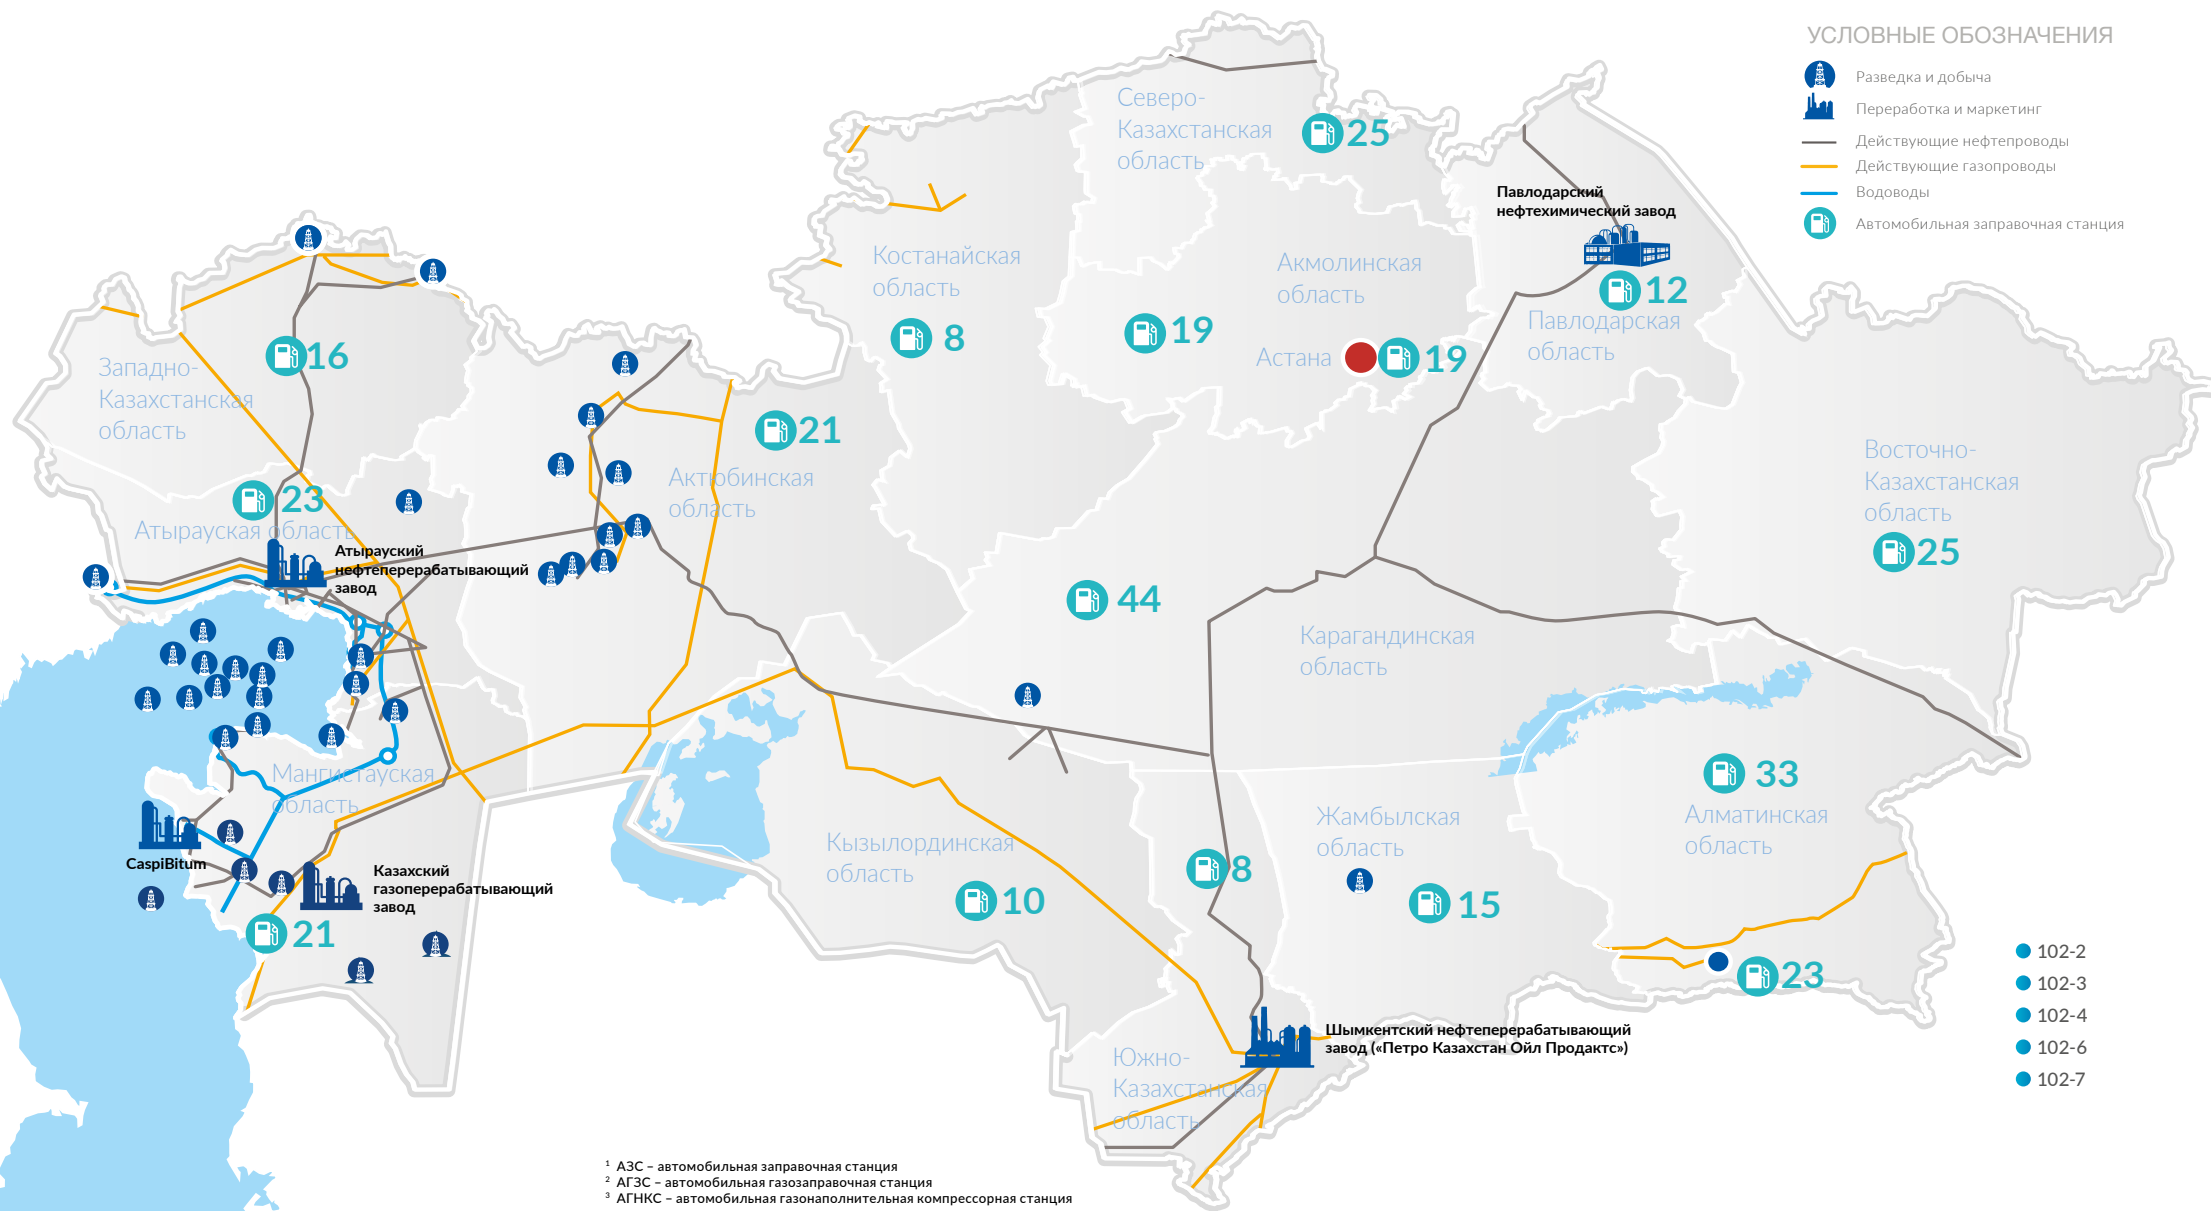 УСЛОВНЫЕ ОБОЗНАЧЕНИЯ
Разведка и добыча
Переработка и маркетинг
Действующие нефтепроводы
Действующие газопроводы
Водоводы
Автомобильная заправочная станция
Северо-
Казахстанская
область
25
Павлодарский
нефтехимический завод
12
Павлодарская
область
Костанайская
область
8
Акмолинская
область
19
Астана
19
16
Западно-
Казахстанская
область
21
Актюбинская
область
23
Атырауская область
Атырауский
нефтеперерабатывающий
завод
Восточно-
Казахстанская
область
25
44
Карагандинская
область
Мангистауская
область
CaspiBitum
Казахский
газоперерабатывающий
завод
21
Кызылординская
область
10
8
Жамбылская
область
15
33
Алматинская
область
23
Шымкентский нефтеперерабатывающий
завод («Петро Казахстан Ойл Продактс»)
Южно-
Казахстанская
область
102-2
102-3
102-4
102-6
102-7
1 АЗС – автомобильная заправочная станция
2 АГЗС – автомобильная газозаправочная станция
3 АГНКС – автомобильная газонаполнительная компрессорная станция